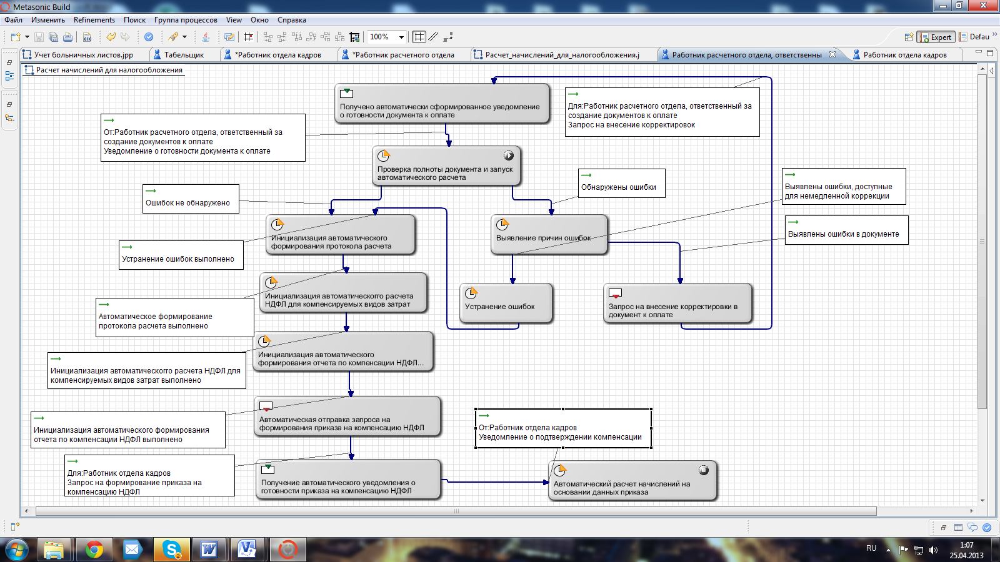 Metasonic Build
Файл Изменить Refinements Поиск Группа процессов View Окно Справка
100%
Expert
Defau
Учет больничных листов.jpp
Табельщик
*Работник отдела кадров
*Работник расчетного отдела
Расчет_начислений_для_налогообложения.j
Работник расчетного отдела, ответственны
Работник отдела кадров
Расчет начислений для налогообложения
Получено автоматически сформированное уведомление
о готовности документа к оплате
Для:Работник расчетного отдела, ответственный за
создание документов к оплате
Запрос на внесение корректировок
От:Работник расчетного отдела, ответственный за
создание документов к оплате
Уведомление о готовности документа к оплате
Проверка полноты документа и запуск
автоматического расчета
Обнаружены ошибки
Выявлены ошибки, доступные
для немедленной коррекции
Ошибок не обнаружено
Инициализация автоматического
формирования протокола расчета
Выявление причин ошибок
Выявлены ошибки в документе
Устранение ошибок выполнено
Инициализация автоматического расчета
НДФЛ для компенсируемых видов затрат
Устранение ошибок
Запрос на внесение корректировки в
документ к оплате
Автоматическое формирование
протокола расчета выполнено
Инициализация автоматического
формирования отчета по компенсации НДФЛ...
Инициализация автоматического расчета НДФЛ для
компенсируемых видов затрат выполнено
Автоматическая отправка запроса на
формирования приказа на компенсацию НДФЛ
Инициализация автоматического формирования
отчета по компенсации НДФЛ выполнено
От:Работник отдела кадров
Уведомление о подтверждении компенсации
Для:Работник отдела кадров
Запрос на формирование приказа на
компенсацию НДФЛ
Получение автоматического уведомления о
готовности приказа на компенсацию НДФЛ
Автоматический расчет начислений на
основании данных приказа
RU
1:07
25.04.2013